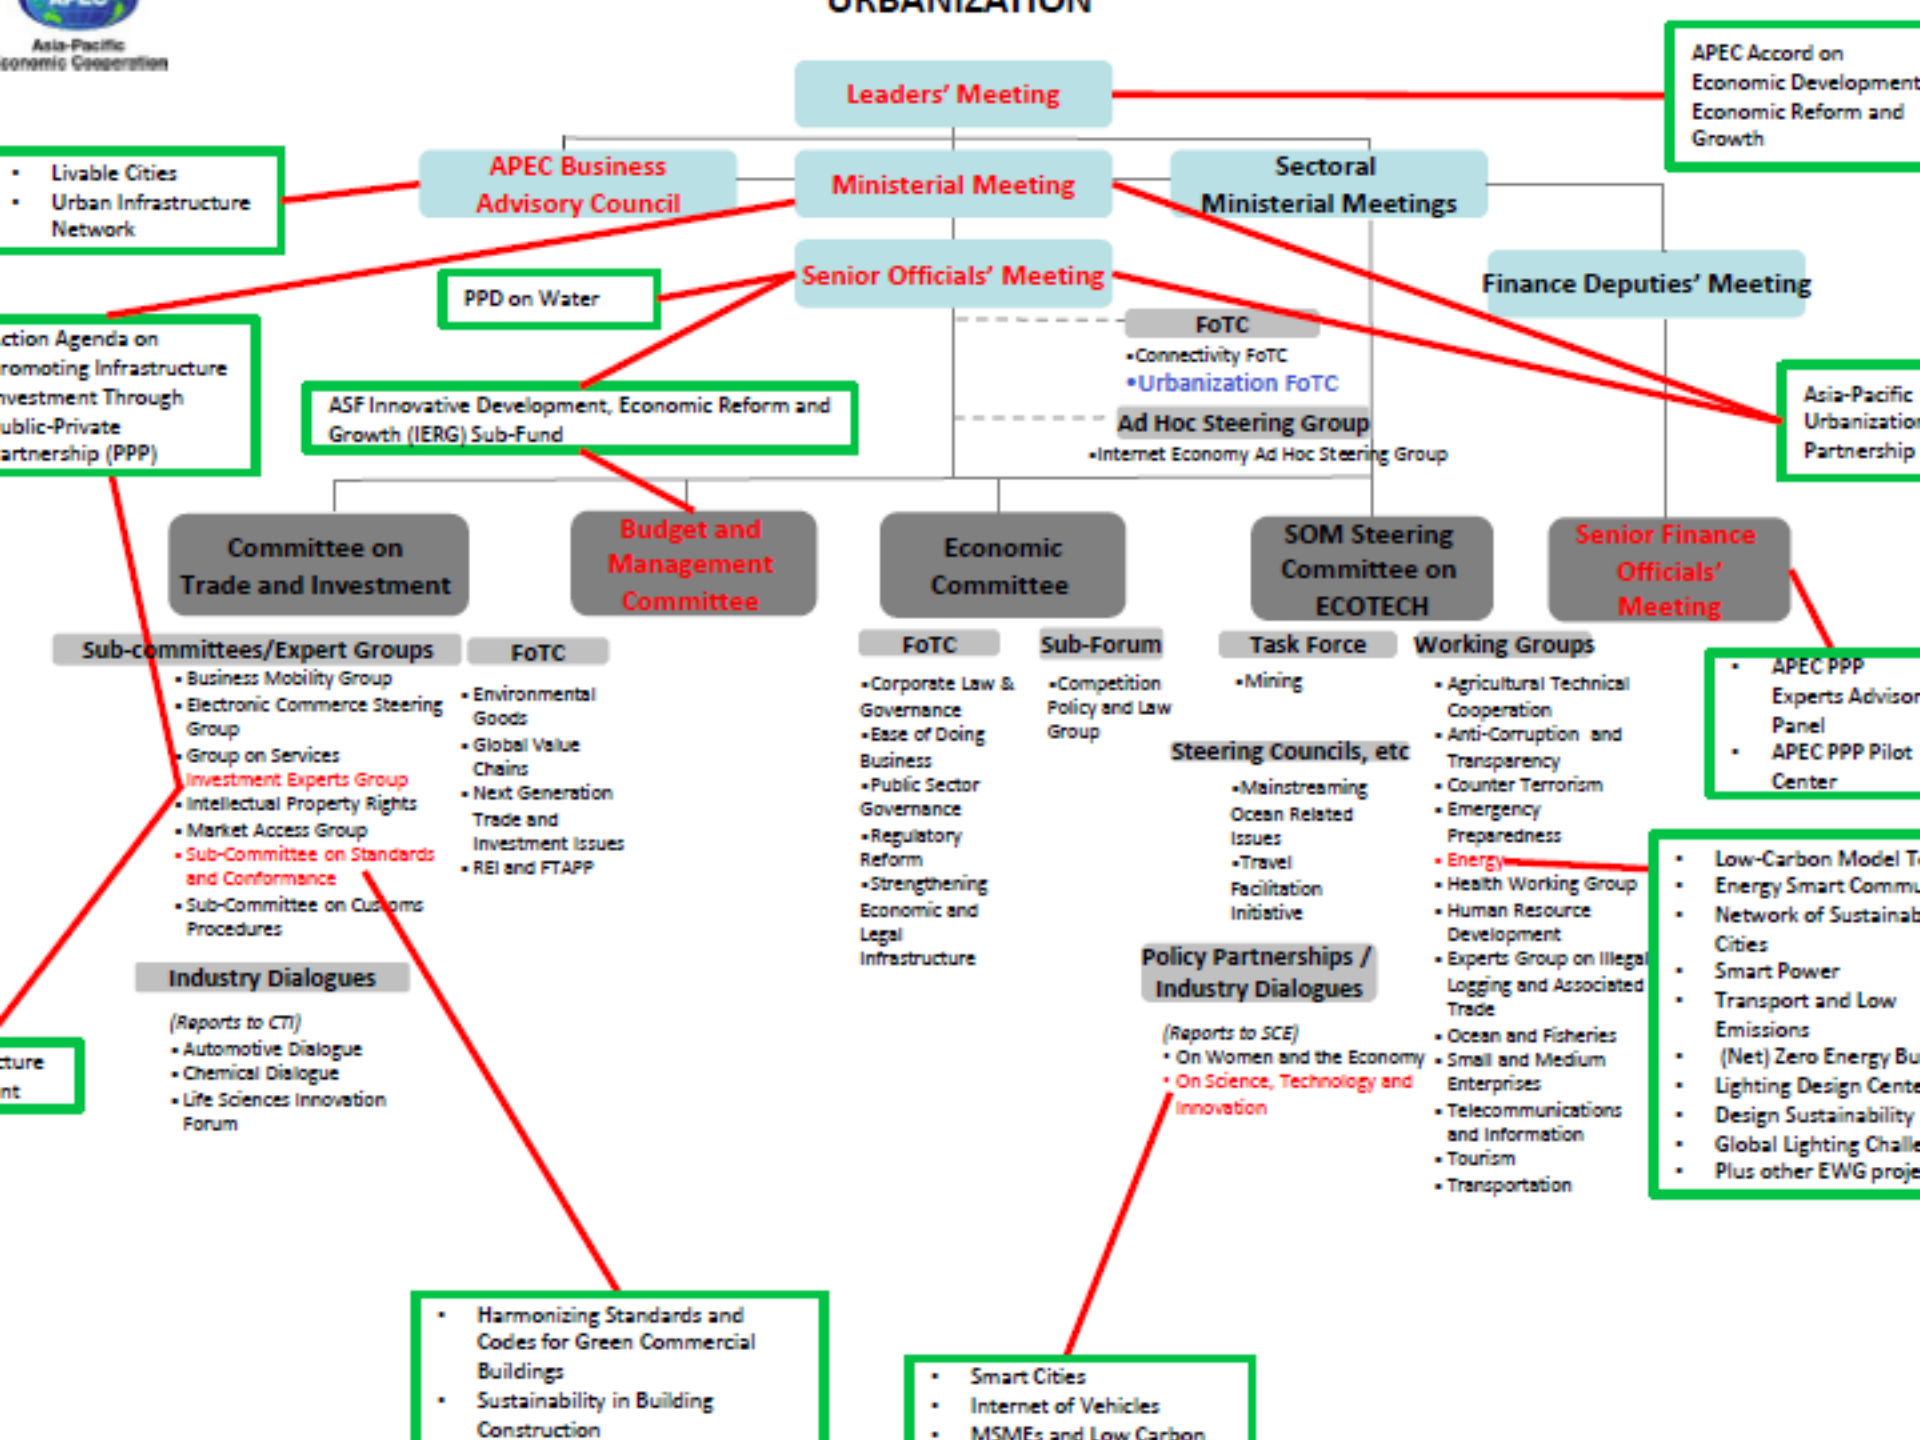 URBANIZATION
APEC
Asia-Pacific
Economic Cooperation
Leaders' Meeting
APEC Accord on
Economic Development
Economic Reform and
Growth
▪ Livable Cities
▪ Urban Infrastructure
Network
APEC Business
Advisory Council
Ministerial Meeting
Sectoral
Ministerial Meetings
Senior Officials' Meeting
Finance Deputies' Meeting
PPD on Water
ction Agenda on
romoting Infrastructure
nvestment Through
ublic-Private
artnership (PPP)
ASF Innovative Development, Economic Reform and
Growth (IERG) Sub-Fund
FoTC
▪Connectivity FoTC
•Urbanization FoTC
Ad Hoc Steering Group
▪Internet Economy Ad Hoc Steering Group
Asia-Pacific
Urbanization
Partnership
Committee on
Trade and Investment
Budget and
Management
Committee
Economic
Committee
SOM Steering
Committee on
ECOTECH
Senior Finance
Officials'
Meeting
Sub-committees/Expert Groups
▪ Business Mobility Group
▪ Electronic Commerce Steering
Group
▪ Group on Services
Investment Experts Group
▪ Intellectual Property Rights
▪ Market Access Group
▪ Sub-Committee on Standards
and Conformance
▪ Sub-Committee on Customs
Procedures
Industry Dialogues
(Reports to CTI)
▪ Automotive Dialogue
▪ Chemical Dialogue
▪ Life Sciences Innovation
Forum
FoTC
▪ Environmental
Goods
▪ Global Value
Chains
▪ Next Generation
Trade and
Investment Issues
▪ REI and FTAPP
FoTC
▪Corporate Law &
Governance
▪Ease of Doing
Business
▪Public Sector
Governance
▪Regulatory
Reform
▪Strengthening
Economic and
Legal
Infrastructure
Sub-Forum
▪Competition
Policy and Law
Group
Task Force
▪Mining
Steering Councils, etc
▪Mainstreaming
Ocean Related
Issues
▪Travel
Facilitation
Initiative
Policy Partnerships /
Industry Dialogues
(Reports to SCE)
▪ On Women and the Economy
▪ On Science, Technology and
Innovation
Working Groups
▪ Agricultural Technical
Cooperation
▪ Anti-Corruption and
Transparency
▪ Counter Terrorism
▪ Emergency
Preparedness
▪ Energy
▪ Health Working Group
▪ Human Resource
Development
▪ Experts Group on Illegal
Logging and Associated
Trade
▪ Ocean and Fisheries
▪ Small and Medium
Enterprises
▪ Telecommunications
and Information
▪ Tourism
▪ Transportation
▪ APEC PPP
Experts Advisor
Panel
▪ APEC PPP Pilot
Center
▪ Low-Carbon Model T
▪ Energy Smart Commu
▪ Network of Sustainab
Cities
▪ Smart Power
▪ Transport and Low
Emissions
▪ (Net) Zero Energy Bu
▪ Lighting Design Cente
▪ Design Sustainability
▪ Global Lighting Challe
▪ Plus other EWG proje
cture
nt
▪ Harmonizing Standards and
Codes for Green Commercial
Buildings
▪ Sustainability in Building
Construction
▪ Smart Cities
▪ Internet of Vehicles
▪ MSMEs and Low Carbon